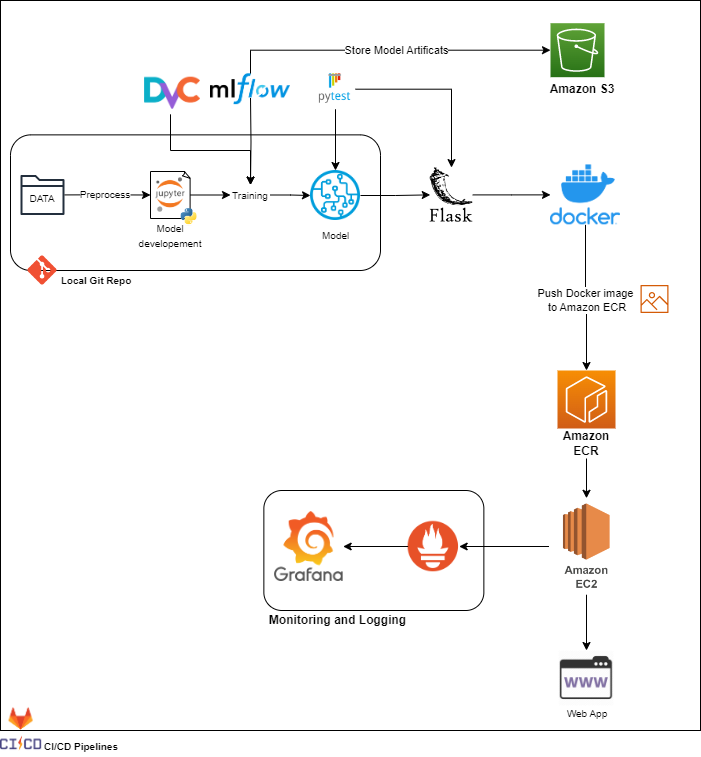 Store Model Artificats
Amazon S3
DVC
mlflow
pytest
DATA
Preprocess
jupyter
Model
developement
Training
Model
Flask
docker
Local Git Repo
Push Docker image
to Amazon ECR
Amazon
ECR
Grafana
Amazon
EC2
Monitoring and Logging
WWW
Web App
CI/CD
CI/CD Pipelines